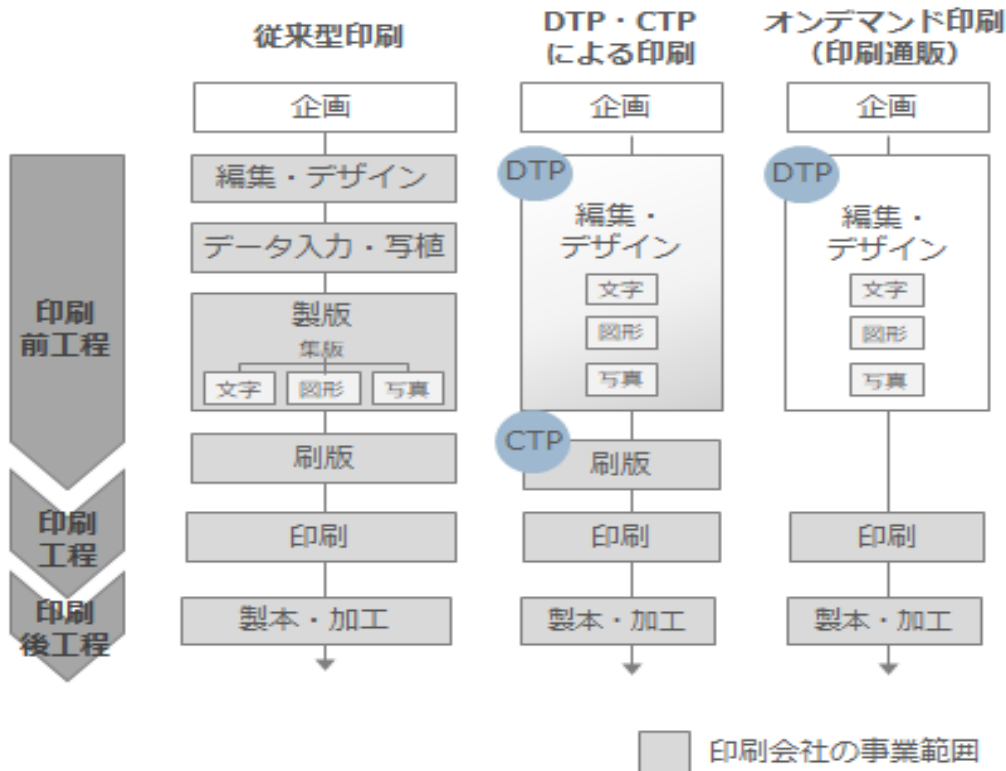 従来型印刷
DTP・CTP
による印刷
オンデマンド印刷
（印刷通販）
印刷
前工程
印刷
工程
印刷
後工程
企画
編集・デザイン
データ入力・写植
製版
集版
文字
図形
写真
刷版
印刷
製本・加工
企画
DTP
編集・
デザイン
文字
図形
写真
CTP
刷版
印刷
製本・加工
企画
DTP
編集・
デザイン
文字
図形
写真
印刷
製本・加工
印刷会社の事業範囲